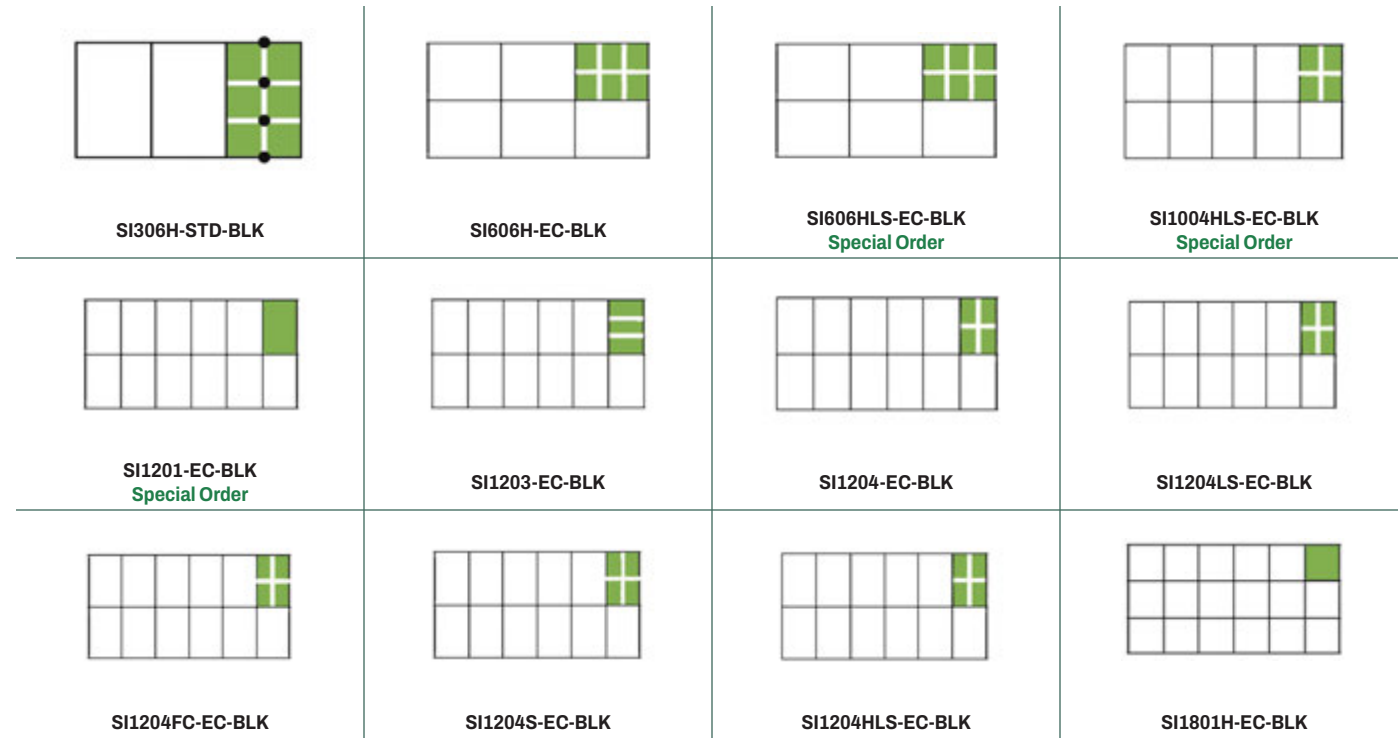 SI306H-STD-BLK
SI606H-EC-BLK
SI606HLS-EC-BLK
Special Order
SI1004HLS-EC-BLK
Special Order
SI1201-EC-BLK
Special Order
SI1203-EC-BLK
SI1204-EC-BLK
SI1204LS-EC-BLK
SI1204FC-EC-BLK
SI1204S-EC-BLK
SI1204HLS-EC-BLK
SI1801H-EC-BLK